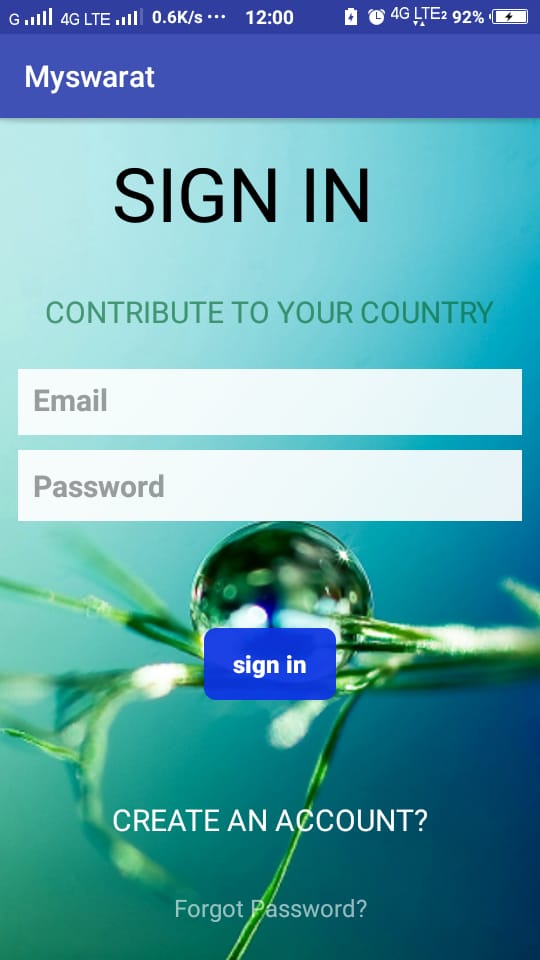 G 4G LTE 0.6K/s ... 12:00 4G LTE2 92%
Myswarat
SIGN IN
CONTRIBUTE TO YOUR COUNTRY
Email
Password
sign in
CREATE AN ACCOUNT?
Forgot Password?